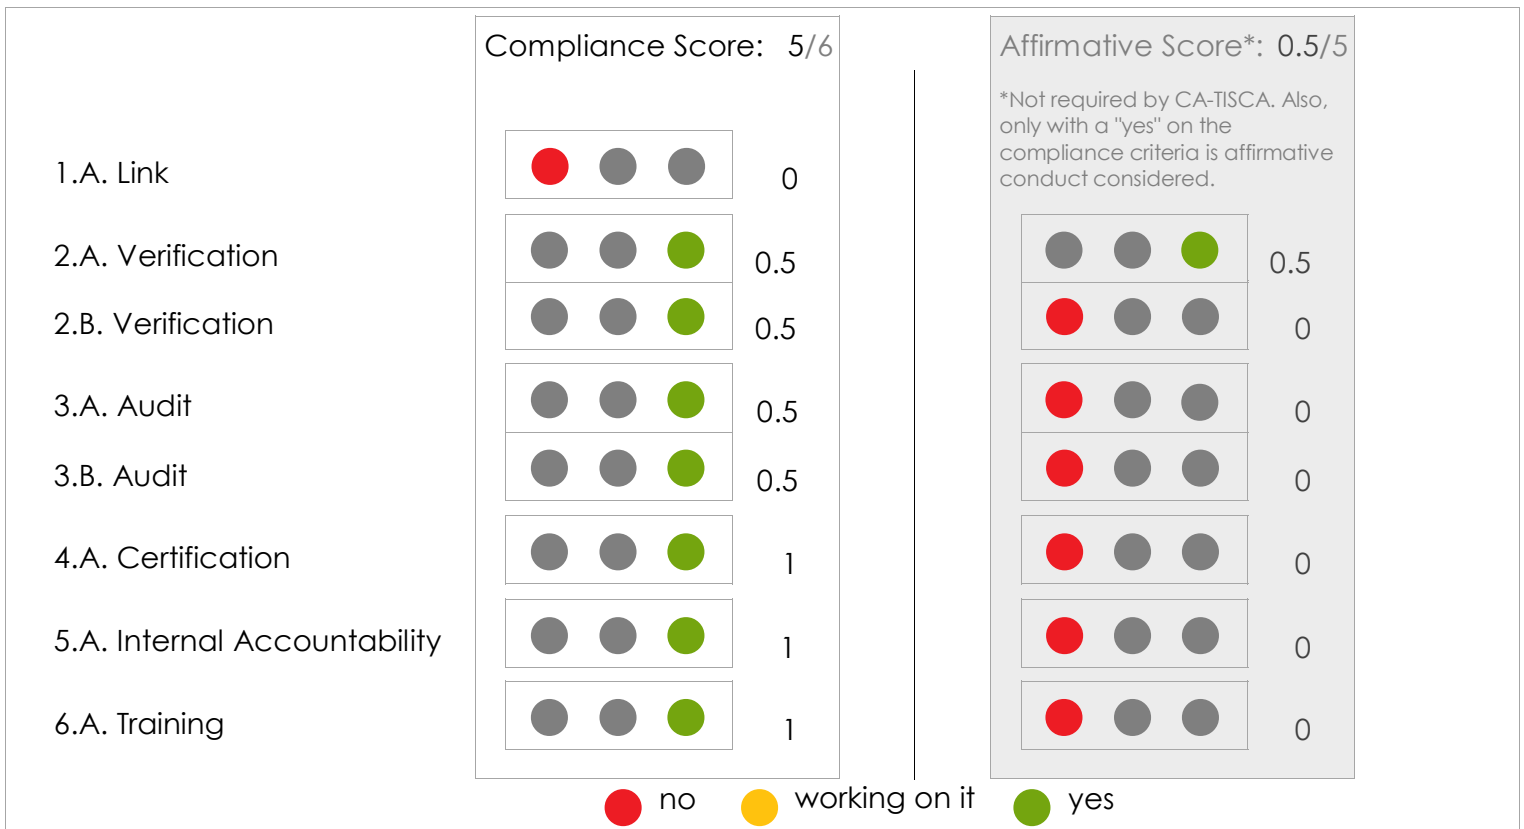 Compliance Score: 5/6
Affirmative Score*: 0.5/5
*Not required by CA-TISCA. Also,
only with a "yes" on the
compliance criteria is affirmative
conduct considered.
1.A. Link 0
2.A. Verification 0.5 0.5
2.B. Verification 0.5 0
3.A. Audit 0.5 0
3.B. Audit 0.5 0
4.A. Certification 1 0
5.A. Internal Accountability 1 0
6.A. Training 1 0
no working on it yes